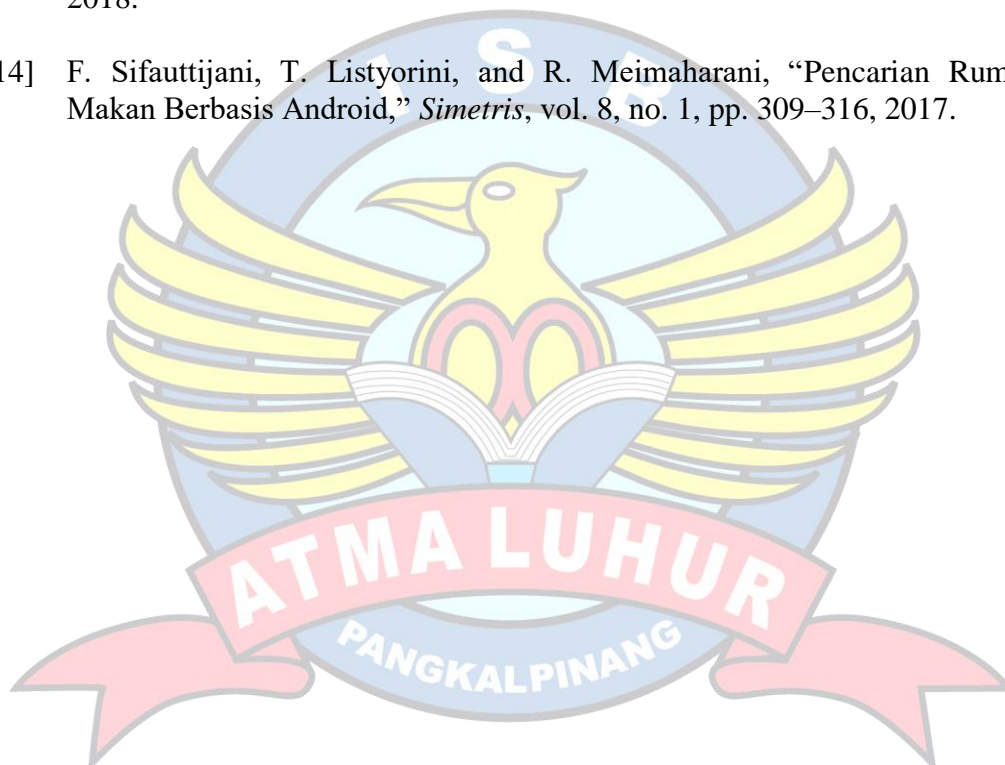 2018.
14] F. Sifauttijani, T. Listyorini, and R. Meimaharani, “Pencarian Rum
Makan Berbasis Android,” Simetris, vol. 8, no. 1, pp. 309–316, 2017.
I S B
ATMA LUHUR
PANGKALPINANG